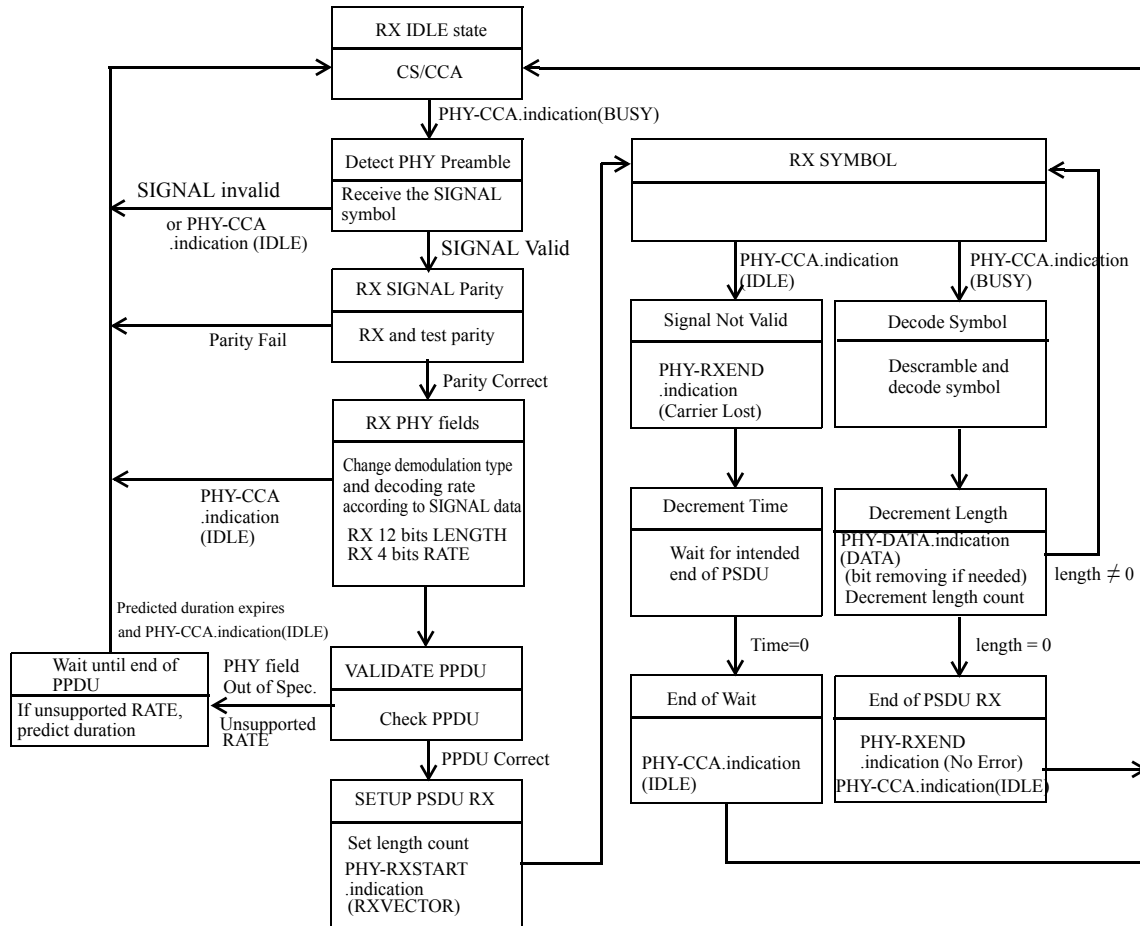 RX IDLE state
CS/CCA
PHY-CCA.indication(BUSY)
Detect PHY Preamble
Receive the SIGNAL
symbol
SIGNAL invalid
or PHY-CCA
.indication (IDLE)
SIGNAL Valid
RX SIGNAL Parity
RX and test parity
Parity Fail
Parity Correct
RX PHY fields
Change demodulation type
and decoding rate
according to SIGNAL data
RX 12 bits LENGTH
RX 4 bits RATE
PHY-CCA
.indication
(IDLE)
Predicted duration expires
and PHY-CCA.indication(IDLE)
Wait until end of
PPDU
If unsupported RATE,
predict duration
PHY field
Out of Spec.
Unsupported
RATE
VALIDATE PPDU
Check PPDU
PPDU Correct
SETUP PSDU RX
Set length count
PHY-RXSTART
.indication
(RXVECTOR)
RX SYMBOL
PHY-CCA.indication
(IDLE)
PHY-CCA.indication
(BUSY)
Signal Not Valid
PHY-RXEND
.indication
(Carrier Lost)
Decode Symbol
Descramble and
decode symbol
Decrement Time
Wait for intended
end of PSDU
Decrement Length
PHY-DATA.indication
(DATA)
(bit removing if needed)
Decrement length count
length ≠ 0
Time=0
length = 0
End of Wait
PHY-CCA.indication
(IDLE)
End of PSDU RX
PHY-RXEND
.indication (No Error)
PHY-CCA.indication(IDLE)